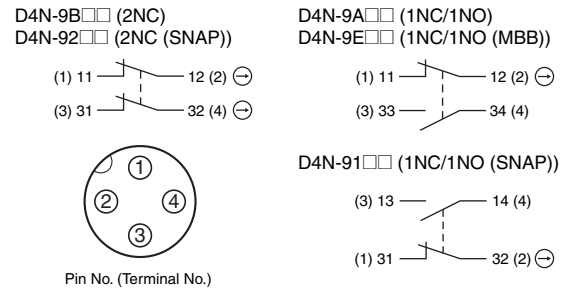 D4N-9B□□ (2NC)
D4N-92□□ (2NC (SNAP))
(1) 11 12 (2)
(3) 31 32 (4)
1
2 4
3
Pin No. (Terminal No.)
D4N-9A□□ (1NC/1NO)
D4N-9E□□ (1NC/1NO (MBB))
(1) 11 12 (2)
(3) 33 34 (4)
D4N-91□□ (1NC/1NO (SNAP))
(3) 13 14 (4)
(1) 31 32 (2)